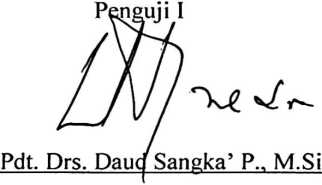 Penguji I
Pdt. Drs. Daud Sangka' P., M.Si